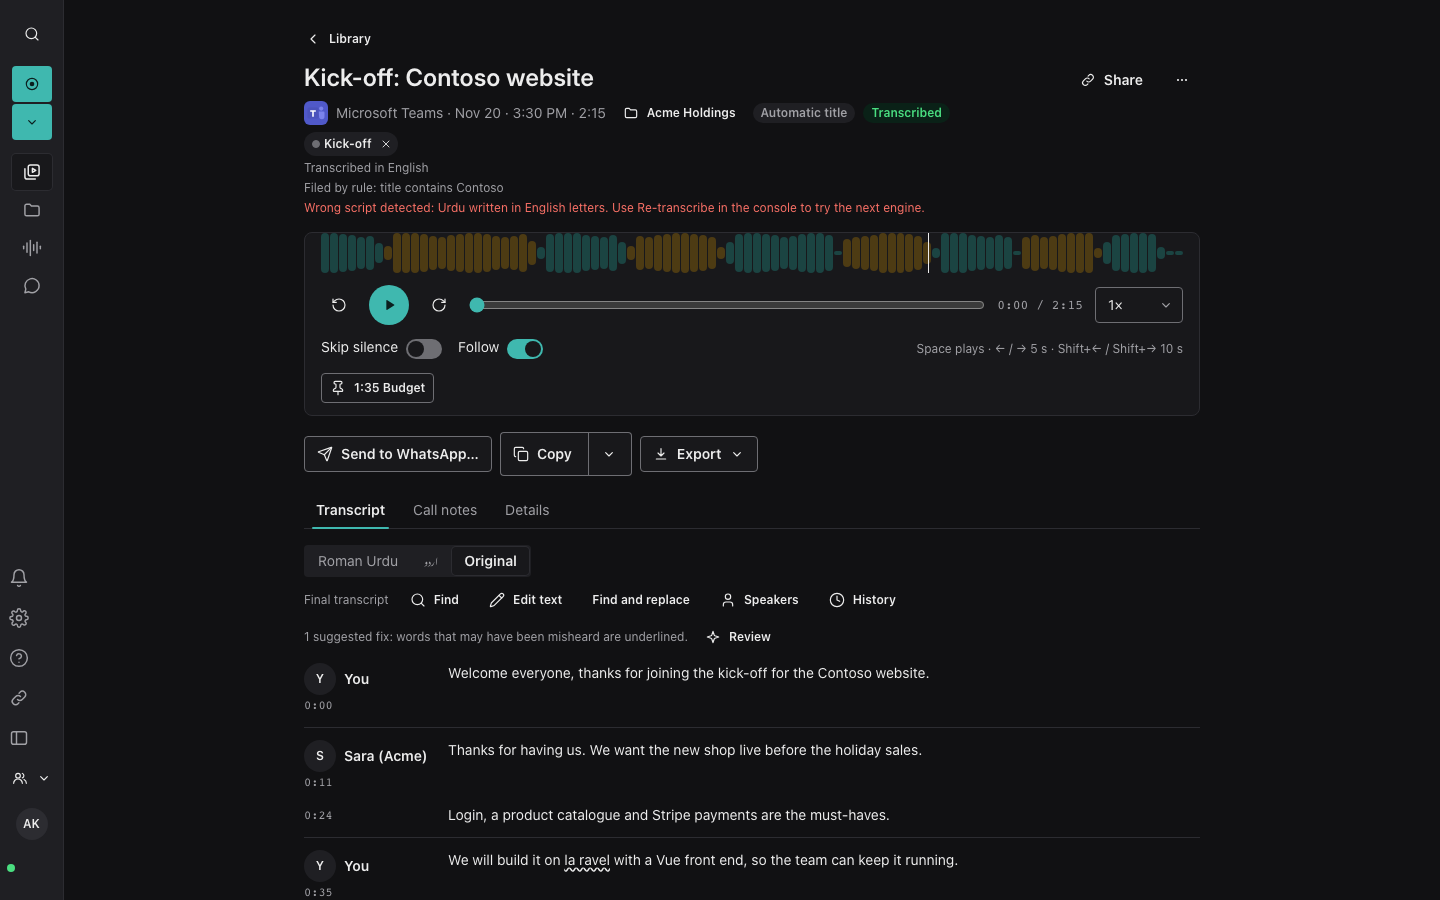 Library
Kick-off: Contoso website
Share
Microsoft Teams · Nov 20 · 3:30 PM · 2:15 Acme Holdings Automatic title Transcribed
Kick-off
Transcribed in English
Filed by rule: title contains Contoso
Wrong script detected: Urdu written in English letters. Use Re-transcribe in the console to try the next engine.
0:00 / 2:15 1×
Skip silence Follow Space plays · ← / → 5 s · Shift+← / Shift+→ 10 s
1:35 Budget
Send to WhatsApp... Copy Export
Transcript Call notes Details
Roman Urdu اردو Original
Final transcript Find Edit text Find and replace Speakers History
1 suggested fix: words that may have been misheard are underlined. Review
Y You Welcome everyone, thanks for joining the kick-off for the Contoso website.
0:00
S Sara (Acme) Thanks for having us. We want the new shop live before the holiday sales.
0:11
0:24 Login, a product catalogue and Stripe payments are the must-haves.
Y You We will build it on la ravel with a Vue front end, so the team can keep it running.
0:35
AK